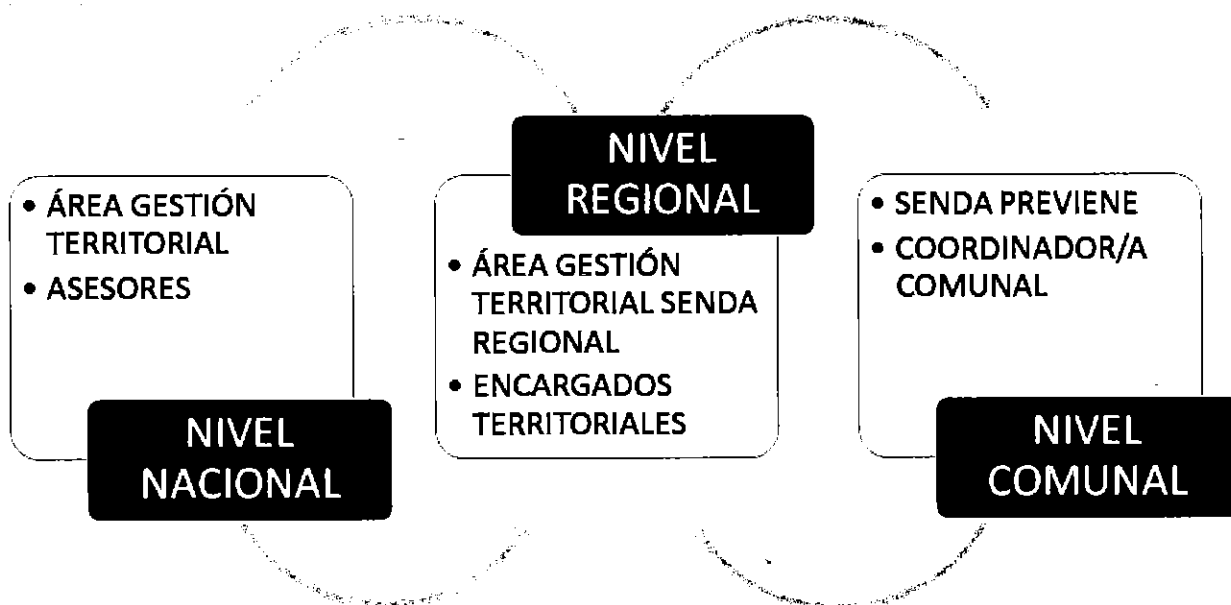 • ÁREA GESTIÓN
TERRITORIAL
• ASESORES
NIVEL
NACIONAL
NIVEL
REGIONAL
• ÁREA GESTIÓN
TERRITORIAL SENDA
REGIONAL
• ENCARGADOS
TERRITORIALES
• SENDA PREVIENE
• COORDINADOR/A
COMUNAL
NIVEL
COMUNAL